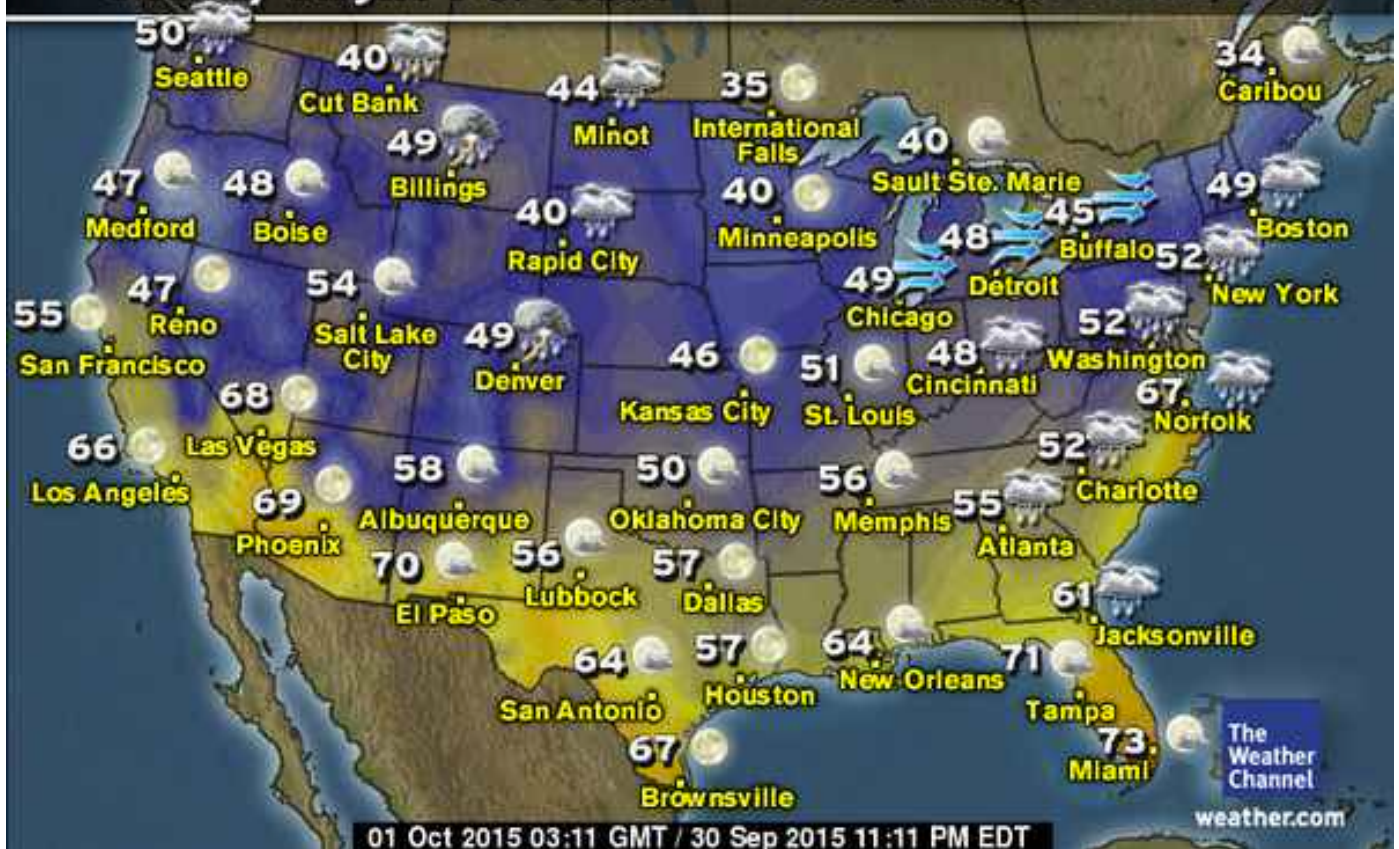 50
Seattle
40
Cut Bank
44
Minot
35
International
Falls
34
Caribou
49
Billings
40
Sault Ste. Marie
47
Medford
48
Boise
40
Rapid City
40
Minneapolis
45
Buffalo
49
Boston
48
Detroit
52
New York
55
San Francisco
47
Reno
54
Salt Lake
City
49
Denver
49
Chicago
52
Washington
46
Kansas City
51
St. Louis
48
Cincinnati
67
Norfolk
68
Las Vegas
66
Los Angeles
58
Albuquerque
50
Oklahoma City
56
Memphis
52
Charlotte
69
Phoenix
55
Atlanta
70
El Paso
56
Lubbock
57
Dallas
61
Jacksonville
64
San Antonio
57
Houston
64
New Orleans
71
Tampa
67
Brownsville
73
Miami
The
Weather
Channel
weather.com
01 Oct 2015 03:11 GMT / 30 Sep 2015 11:11 PM EDT